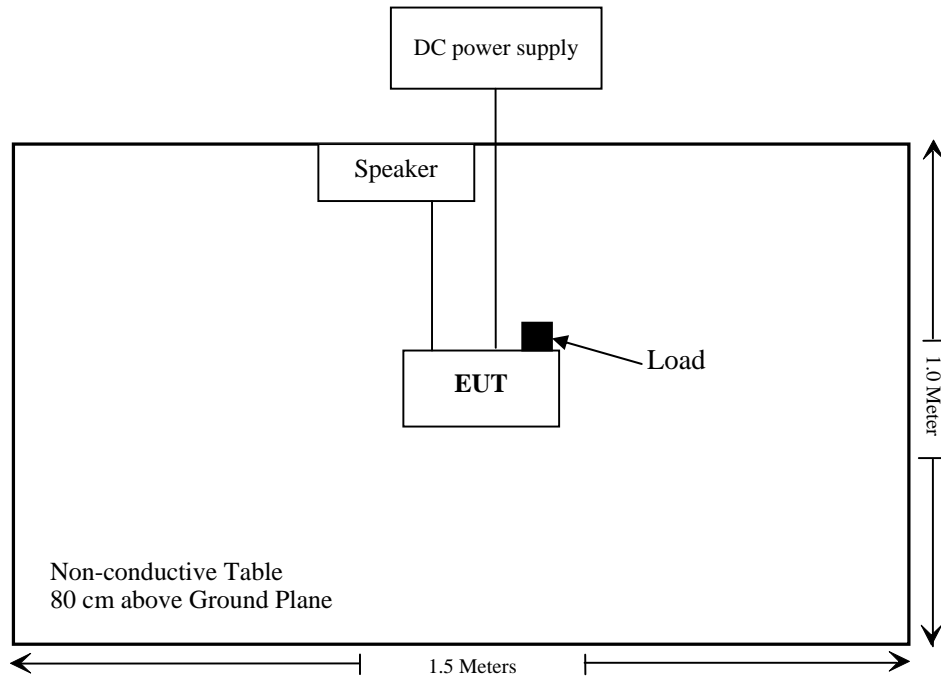 DC power supply
Speaker
Load
EUT
1.0 Meter
Non-conductive Table
80 cm above Ground Plane
1.5 Meters